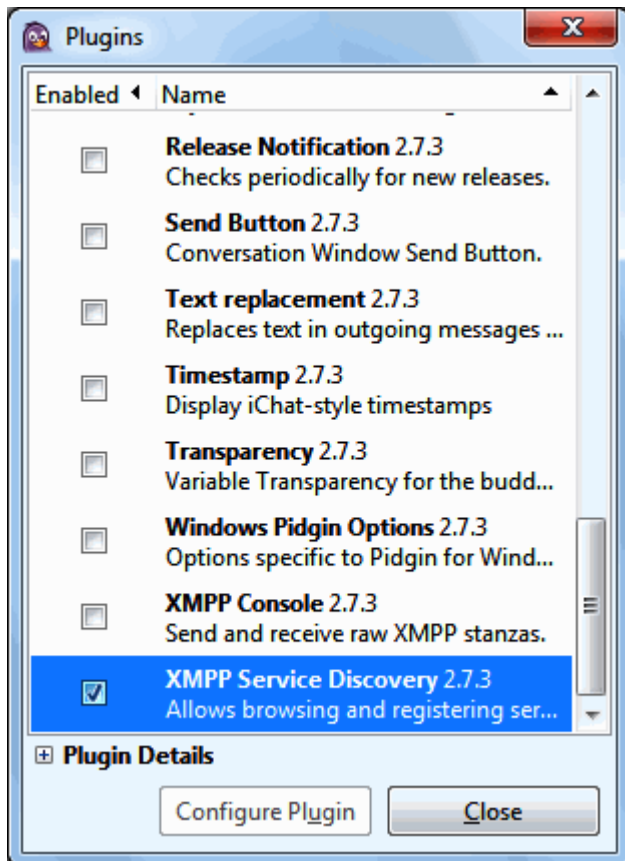 Plugins
Enabled Name
Release Notification 2.7.3
Checks periodically for new releases.
Send Button 2.7.3
Conversation Window Send Button.
Text replacement 2.7.3
Replaces text in outgoing messages ...
Timestamp 2.7.3
Display iChat-style timestamps
Transparency 2.7.3
Variable Transparency for the budd...
Windows Pidgin Options 2.7.3
Options specific to Pidgin for Wind...
XMPP Console 2.7.3
Send and receive raw XMPP stanzas.
XMPP Service Discovery 2.7.3
Allows browsing and registering ser...
Plugin Details
Configure Plugin Close